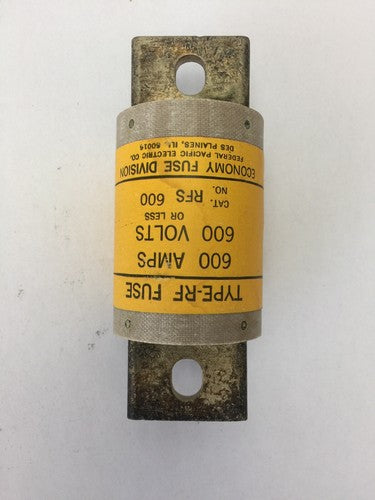 TYPE-RF FUSE
600 AMPS
600 VOLTS
OR LESS
CAT. NO. RFS 600
ECONOMY FUSE DIVISION
FEDERAL PACIFIC ELECTRIC CO.
DES PLAINES, ILL. 60016